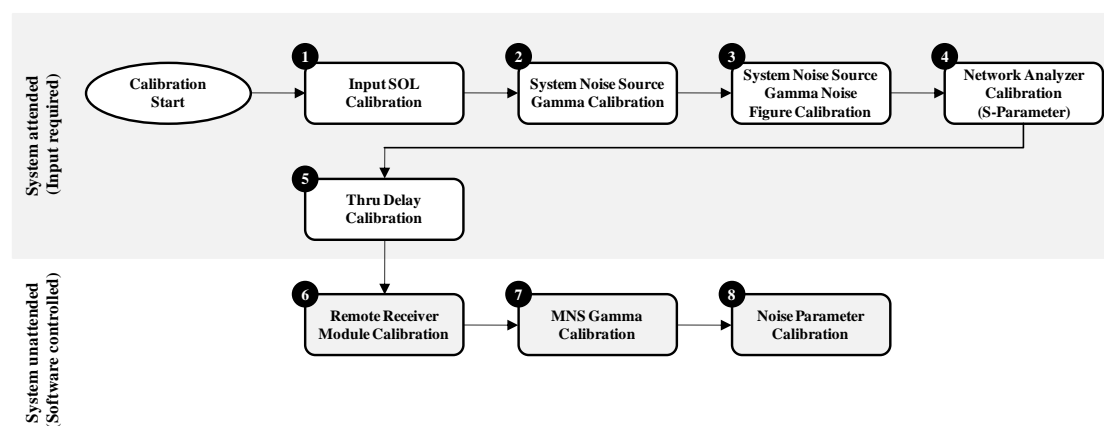 System attended
(Input required)
Calibration
Start
1
Input SOL
Calibration
2
System Noise Source
Gamma Calibration
3
System Noise Source
Gamma Noise
Figure Calibration
4
Network Analyzer
Calibration
(S-Parameter)
5
Thru Delay
Calibration
System unattended
(Software controlled)
6
Remote Receiver
Module Calibration
7
MNS Gamma
Calibration
8
Noise Parameter
Calibration